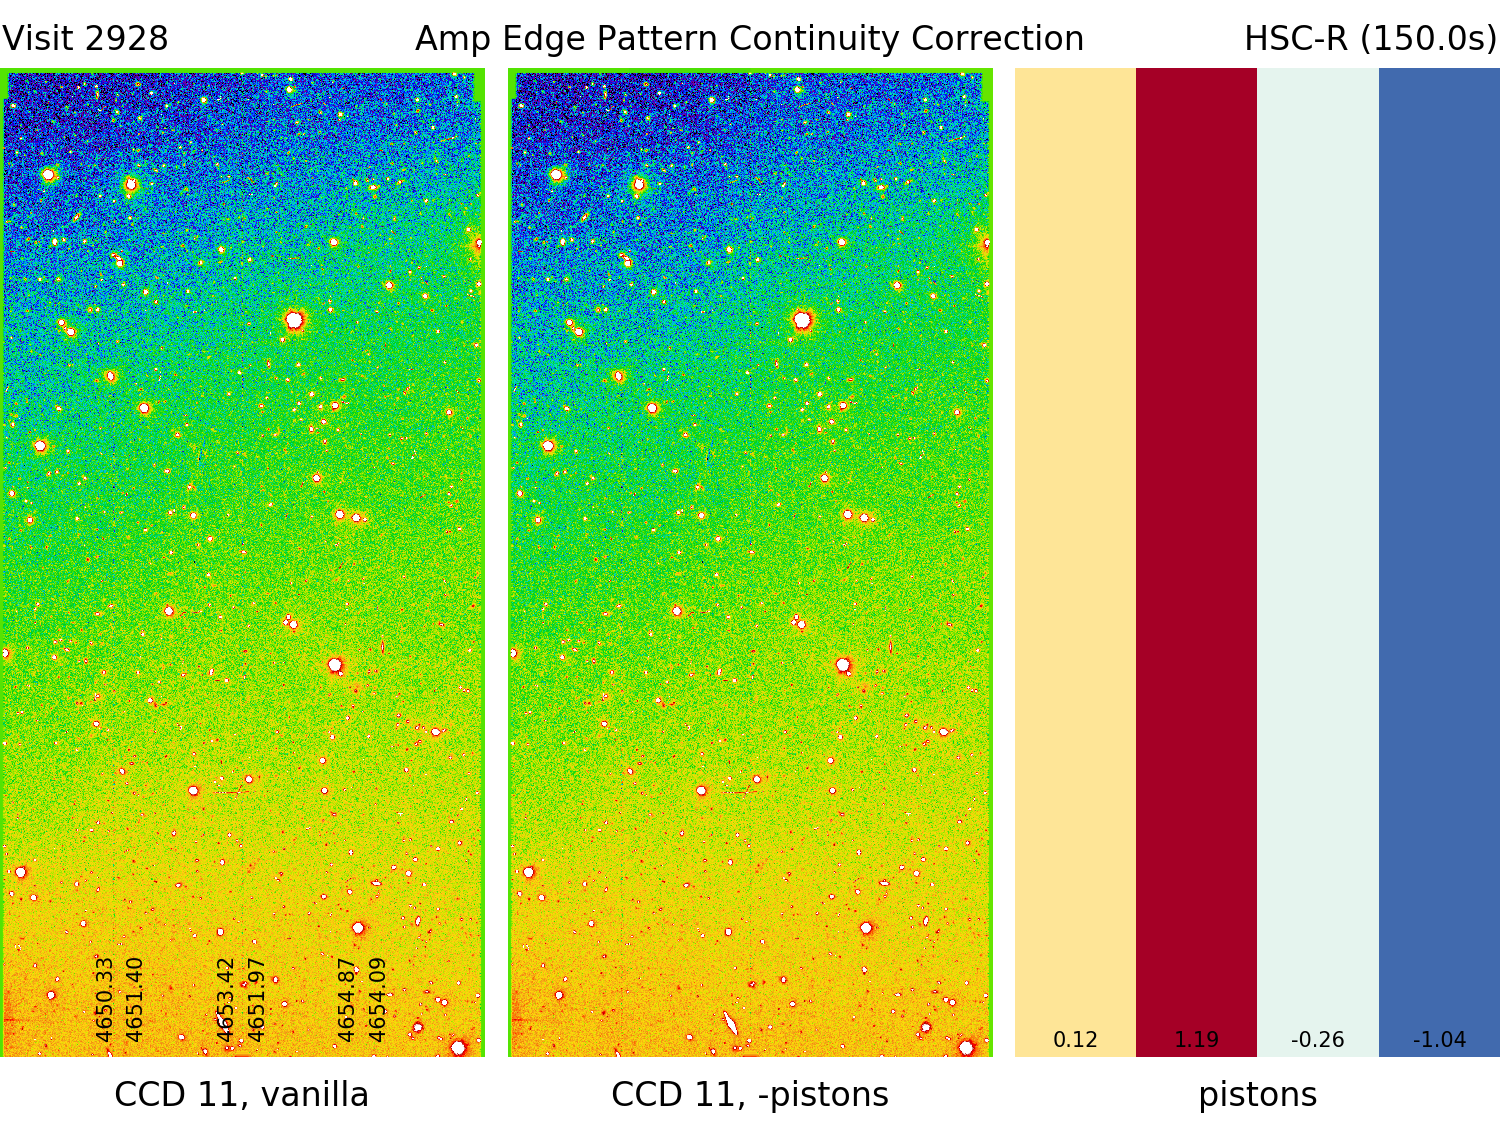 Visit 2928
Amp Edge Pattern Continuity Correction
HSC-R (150.0s)
4650.33
4651.40
4653.42
4651.97
4654.87
4654.09
0.12
1.19
-0.26
-1.04
CCD 11, vanilla
CCD 11, -pistons
pistons